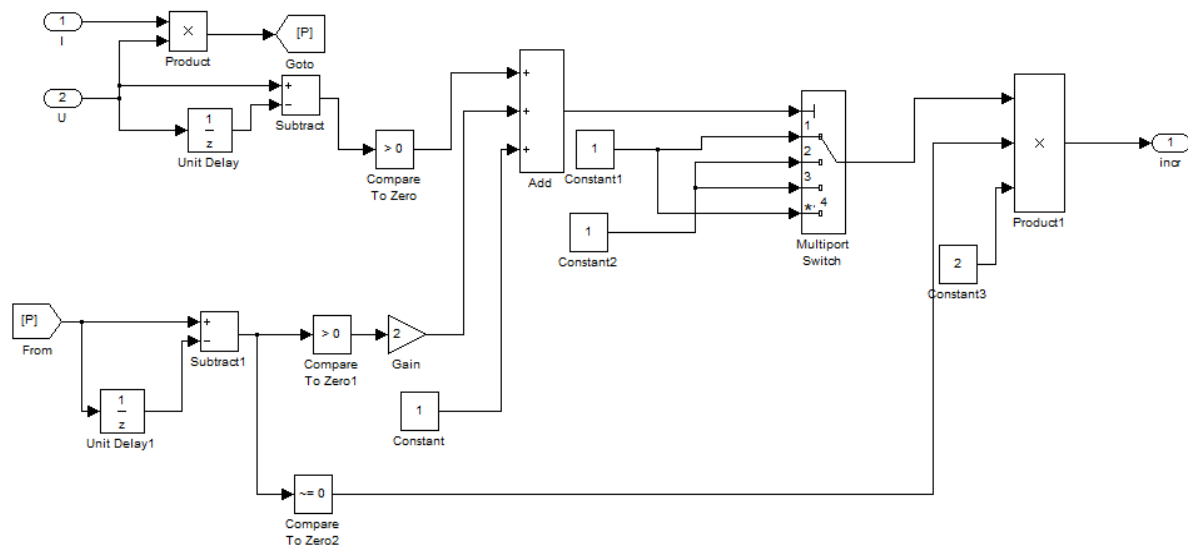 1
I
×
Product
[P]
Goto
2
U
1
z
Unit Delay
+
−
Subtract
> 0
Compare
To Zero
+
+
+
Add
1
Constant1
1
Constant2
1
2
3
*, 4
Multiport
Switch
×
Product1
2
Constant3
1
incr
[P]
From
1
z
Unit Delay1
+
−
Subtract1
> 0
Compare
To Zero1
2
Gain
1
Constant
~= 0
Compare
To Zero2